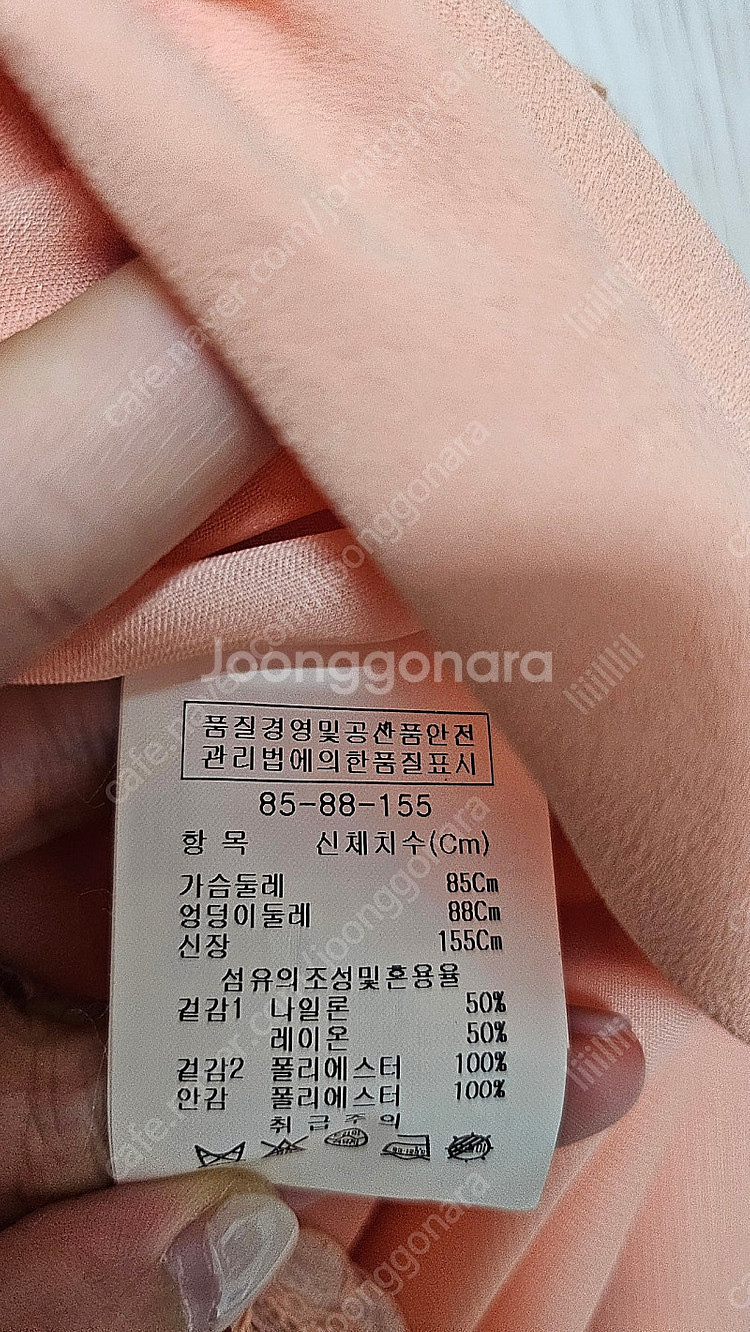 cafe.naver.com/joonggonara
Joonggonara
품질경영및공산품안전
관리법에의한품질표시
85-88-155
항 목 신체치수(Cm)
가슴둘레 85Cm
엉덩이둘레 88Cm
신장 155Cm
섬유의조성및혼용율
겉감1 나일론 50%
레이온 50%
겉감2 폴리에스터 100%
안감 폴리에스터 100%
취급주의